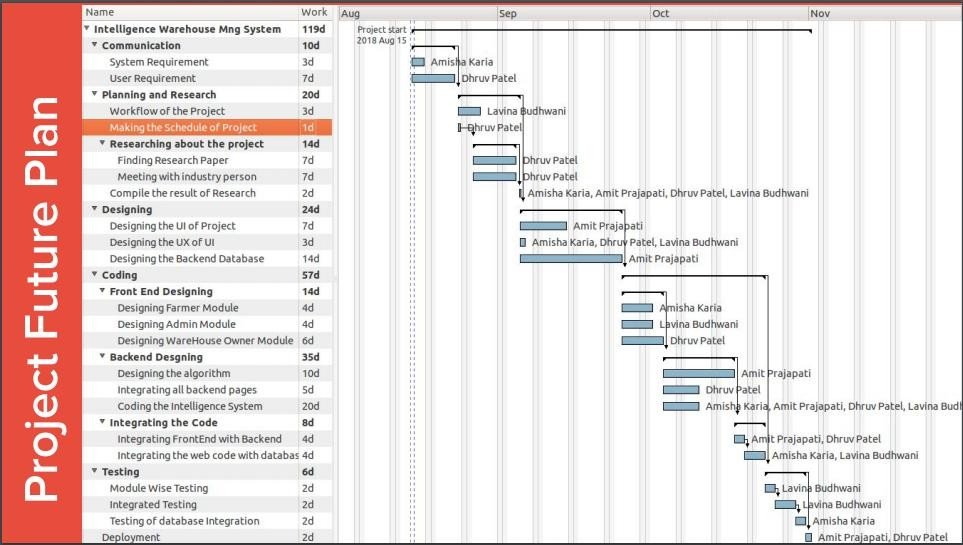 Project Future Plan
Name Work Aug Sep Oct Nov
Intelligence Warehouse Mng System 119d Project start
2018 Aug 15
Communication 10d
System Requirement 3d Amisha Karia
User Requirement 7d Dhruv Patel
Planning and Research 20d
Workflow of the Project 3d Lavina Budhwani
Making the Schedule of Project 1d Dhruv Patel
Researching about the project 14d
Finding Research Paper 7d Dhruv Patel
Meeting with industry person 7d Dhruv Patel
Compile the result of Research 2d Amisha Karia, Amit Prajapati, Dhruv Patel, Lavina Budhwani
Designing 24d
Designing the UI of Project 7d Amit Prajapati
Designing the UX of UI 3d Amisha Karia, Dhruv Patel, Lavina Budhwani
Designing the Backend Database 14d Amit Prajapati
Coding 57d
Front End Designing 14d
Designing Farmer Module 4d Amisha Karia
Designing Admin Module 4d Lavina Budhwani
Designing WareHouse Owner Module 6d Dhruv Patel
Backend Desgning 35d
Designing the algorithm 10d Amit Prajapati
Integrating all backend pages 5d Dhruv Patel
Coding the Intelligence System 20d Amisha Karia, Amit Prajapati, Dhruv Patel, Lavina Budh
Integrating the Code 8d
Integrating FrontEnd with Backend 4d Amit Prajapati, Dhruv Patel
Integrating the web code with databas 4d Amisha Karia, Lavina Budhwani
Testing 6d
Module Wise Testing 2d Lavina Budhwani
Integrated Testing 2d Lavina Budhwani
Testing of database Integration 2d Amisha Karia
Deployment 2d Amit Prajapati, Dhruv Patel